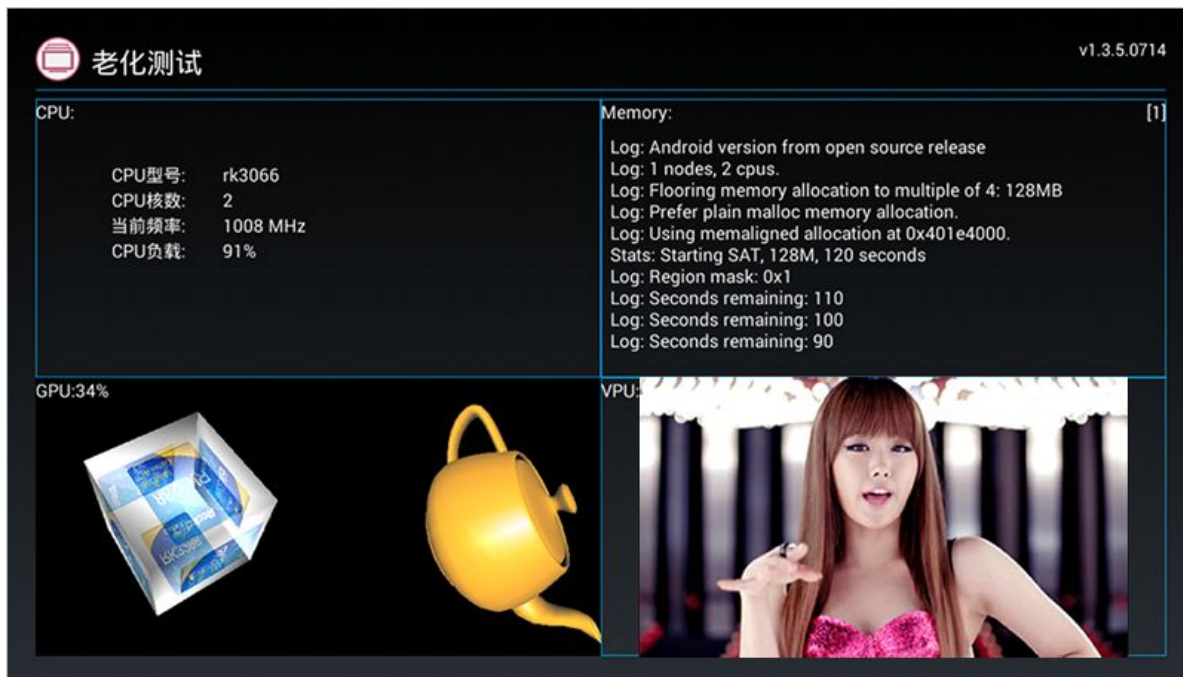 老化测试
v1.3.5.0714
CPU:
CPU型号: rk3066
CPU核数: 2
当前频率: 1008 MHz
CPU负载: 91%
Memory:
[1]
Log: Android version from open source release
Log: 1 nodes, 2 cpus.
Log: Flooring memory allocation to multiple of 4: 128MB
Log: Prefer plain malloc memory allocation.
Log: Using memaligned allocation at 0x401e4000.
Stats: Starting SAT, 128M, 120 seconds
Log: Region mask: 0x1
Log: Seconds remaining: 110
Log: Seconds remaining: 100
Log: Seconds remaining: 90
GPU:34%
VPU: